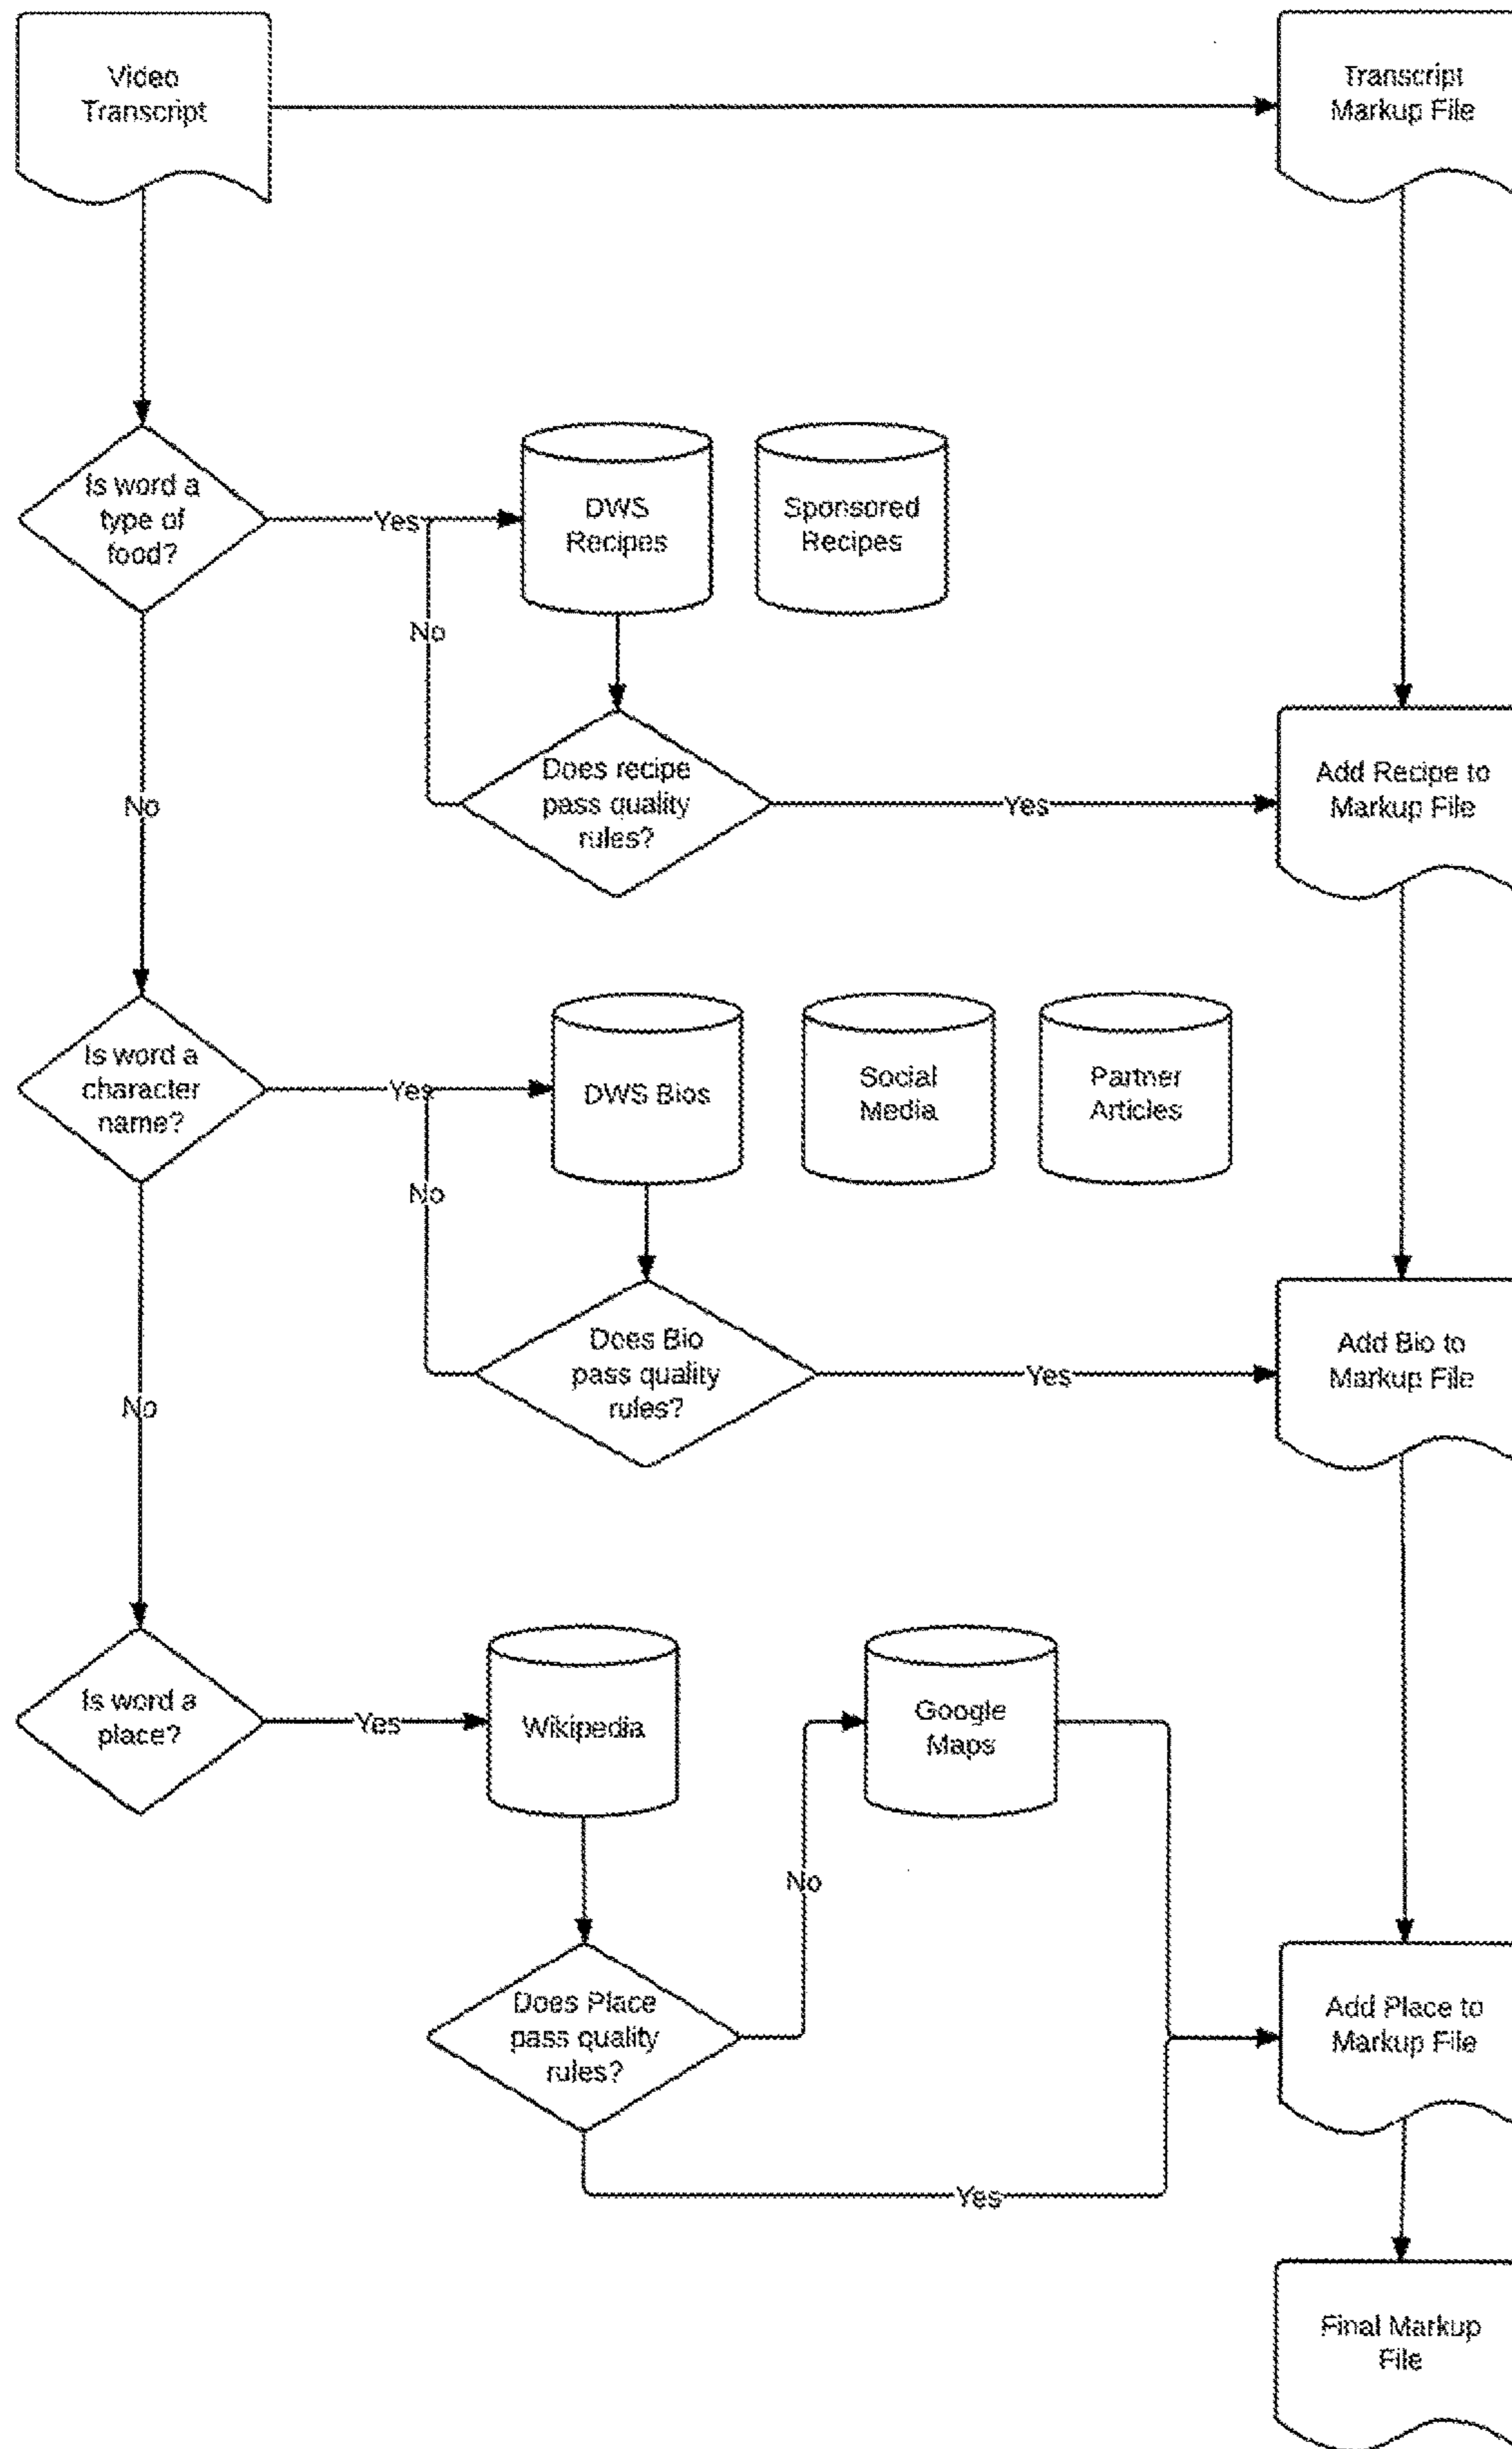 Video
Transcript
Transcript
Markup File
Is word a
type of
food?
Yes
DWS
Recipes
Sponsored
Recipes
No
Does recipe
pass quality
rules?
Yes
Add Recipe to
Markup File
No
Is word a
character
name?
Yes
DWS Bios
Social
Media
Partner
Articles
No
Does Bio
pass quality
rules?
Yes
Add Bio to
Markup File
No
Is word a
place?
Yes
Wikipedia
Google
Maps
No
Does Place
pass quality
rules?
Yes
Add Place to
Markup File
Final Markup
File